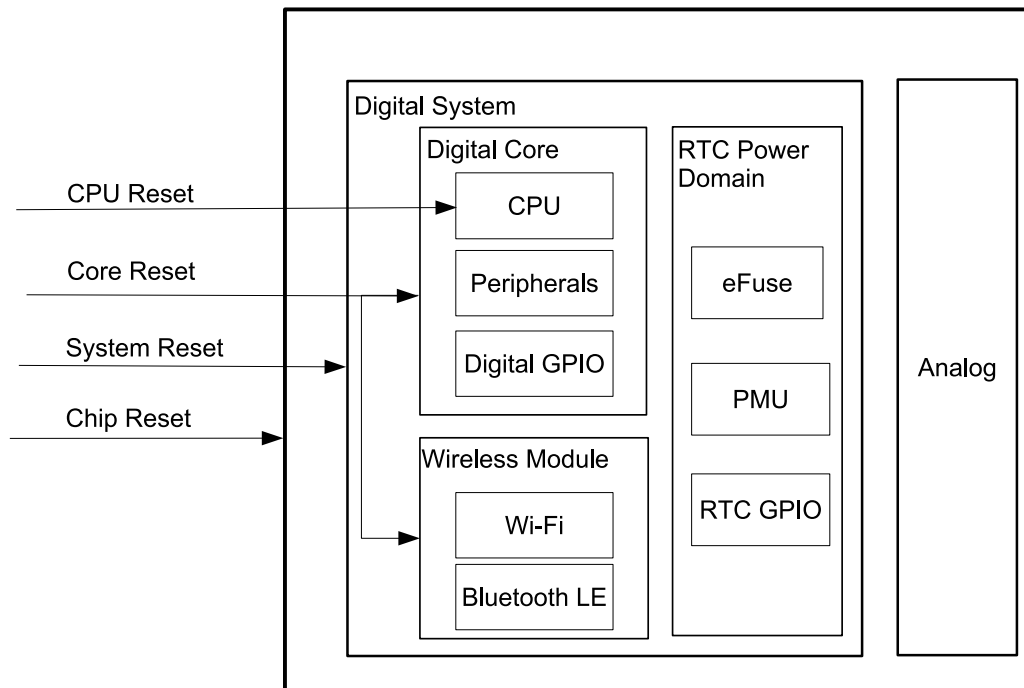 Digital System
Digital Core
RTC Power
Domain
CPU Reset
CPU
Core Reset
Peripherals
eFuse
System Reset
Digital GPIO
Analog
Chip Reset
PMU
Wireless Module
Wi-Fi
RTC GPIO
Bluetooth LE